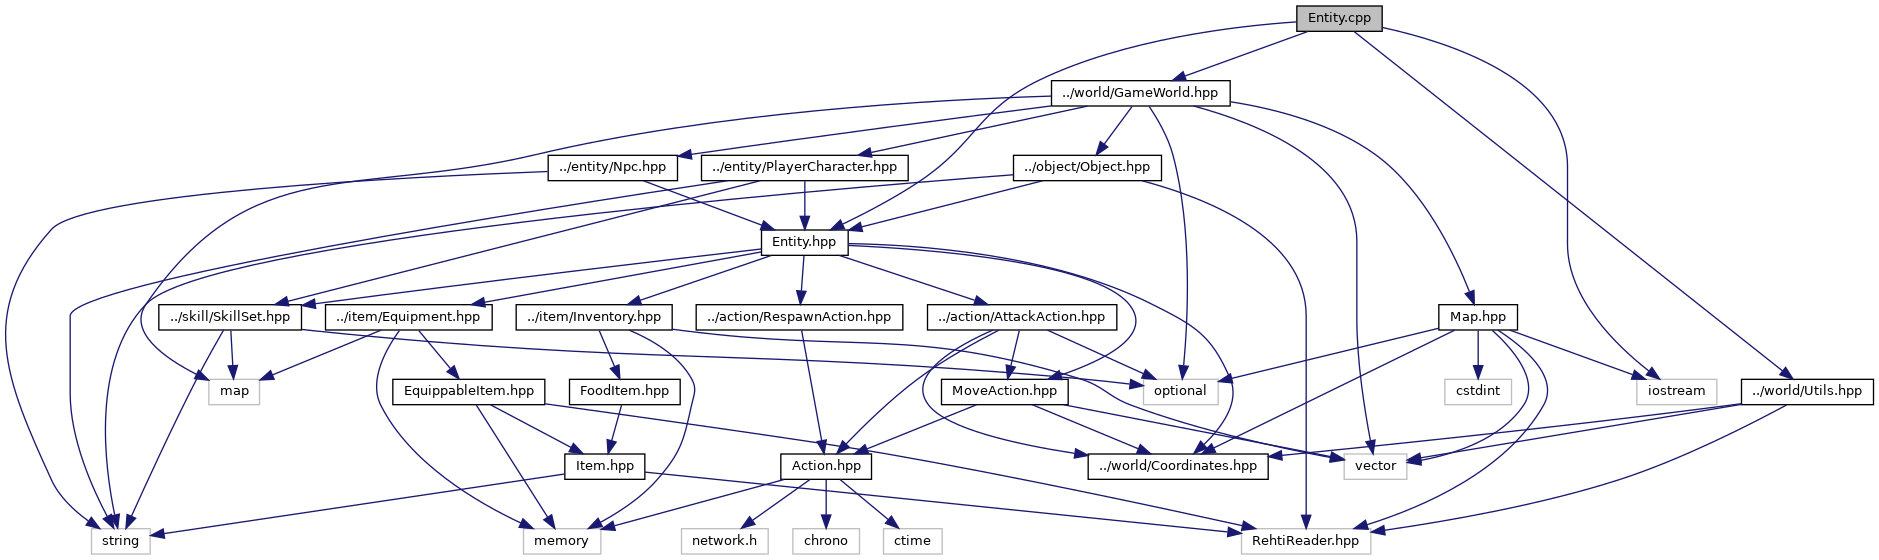 Entity.cpp
../world/GameWorld.hpp
../entity/Npc.hpp
../entity/PlayerCharacter.hpp
../object/Object.hpp
Entity.hpp
../skill/SkillSet.hpp
../item/Equipment.hpp
../item/Inventory.hpp
../action/RespawnAction.hpp
../action/AttackAction.hpp
Map.hpp
map
EquippableItem.hpp
FoodItem.hpp
MoveAction.hpp
optional
cstdint
iostream
../world/Utils.hpp
Item.hpp
Action.hpp
../world/Coordinates.hpp
vector
string
memory
network.h
chrono
ctime
RehtiReader.hpp